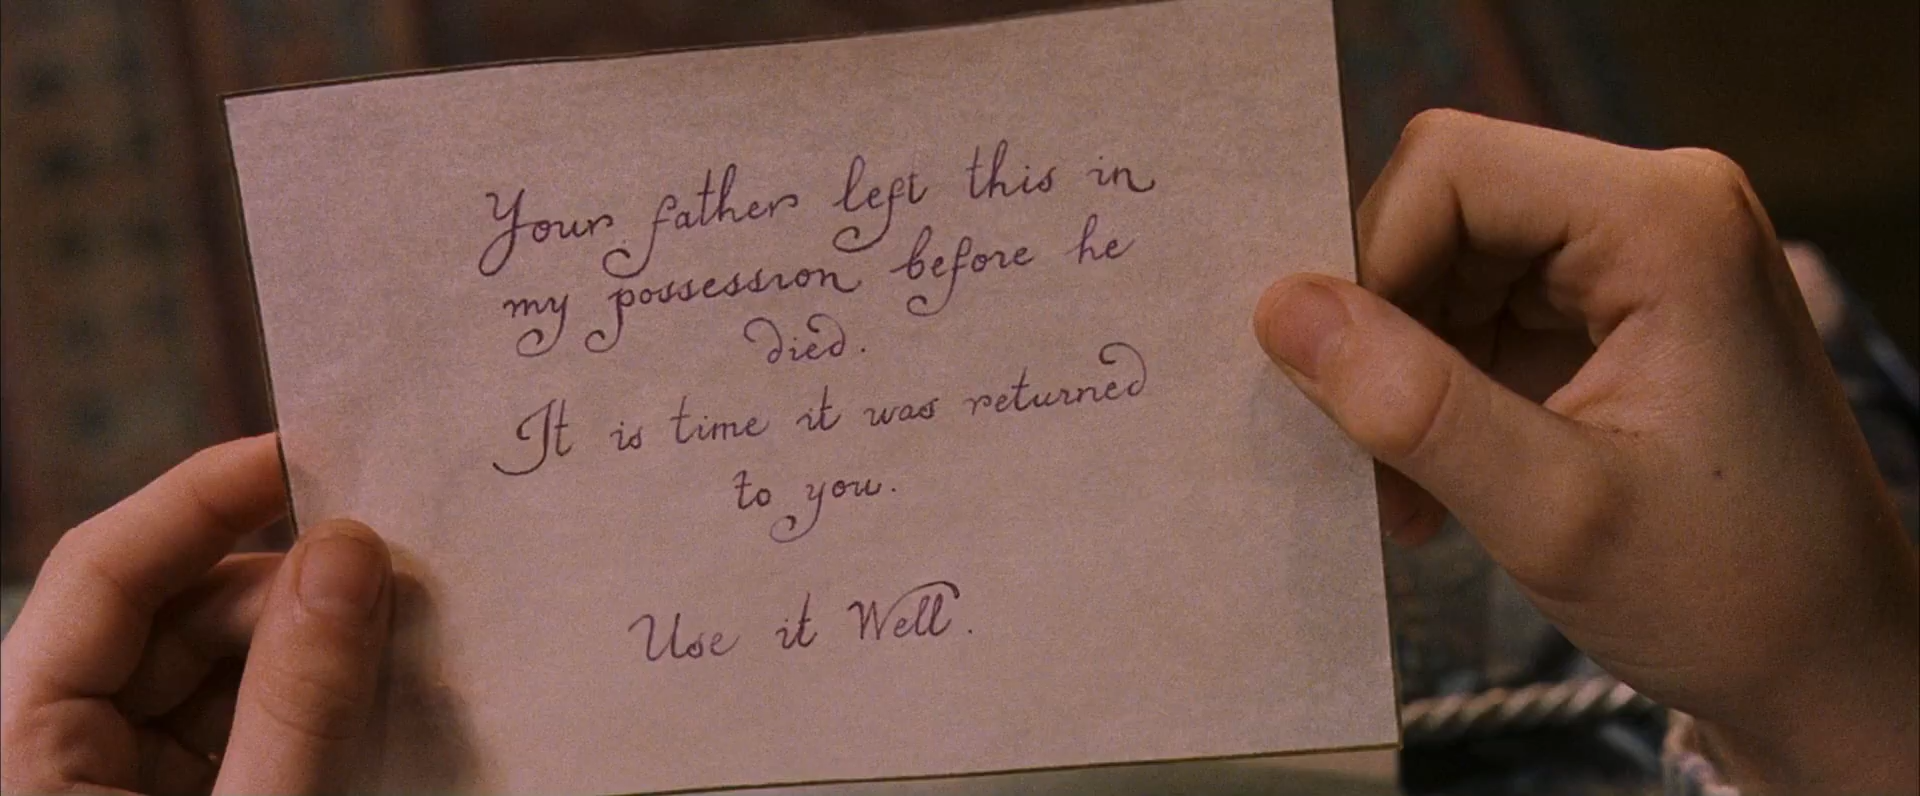 Your father left this in
my possession before he
died.
It is time it was returned
to you.
Use it Well.